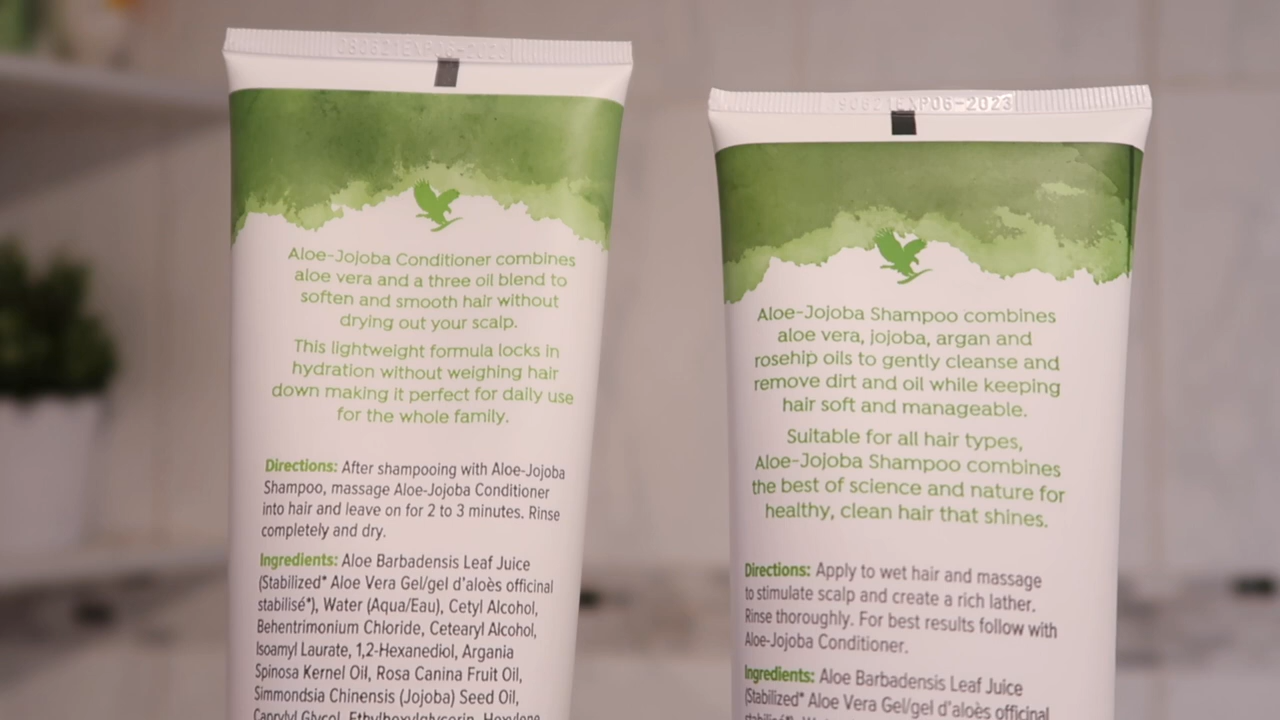 080621EXP06-2023
Aloe-Jojoba Conditioner combines
aloe vera and a three oil blend to
soften and smooth hair without
drying out your scalp.
This lightweight formula locks in
hydration without weighing hair
down making it perfect for daily use
for the whole family.
Directions: After shampooing with Aloe-Jojoba
Shampoo, massage Aloe-Jojoba Conditioner
into hair and leave on for 2 to 3 minutes. Rinse
completely and dry.
Ingredients: Aloe Barbadensis Leaf Juice
(Stabilized* Aloe Vera Gel/gel d'aloès officinal
stabilisé*), Water (Aqua/Eau), Cetyl Alcohol,
Behentrimonium Chloride, Cetearyl Alcohol,
Isoamyl Laurate, 1,2-Hexanediol, Argania
Spinosa Kernel Oil, Rosa Canina Fruit Oil,
Simmondsia Chinensis (Jojoba) Seed Oil,
Caprylyl Glycol, Ethylhexylglycerin, Hexylene
EXP06-2023
Aloe-Jojoba Shampoo combines
aloe vera, jojoba, argan and
rosehip oils to gently cleanse and
remove dirt and oil while keeping
hair soft and manageable.
Suitable for all hair types,
Aloe-Jojoba Shampoo combines
the best of science and nature for
healthy, clean hair that shines.
Directions: Apply to wet hair and massage
to stimulate scalp and create a rich lather.
Rinse thoroughly. For best results follow with
Aloe-Jojoba Conditioner.
Ingredients: Aloe Barbadensis Leaf Juice
(Stabilized* Aloe Vera Gel/gel d'aloès officinal